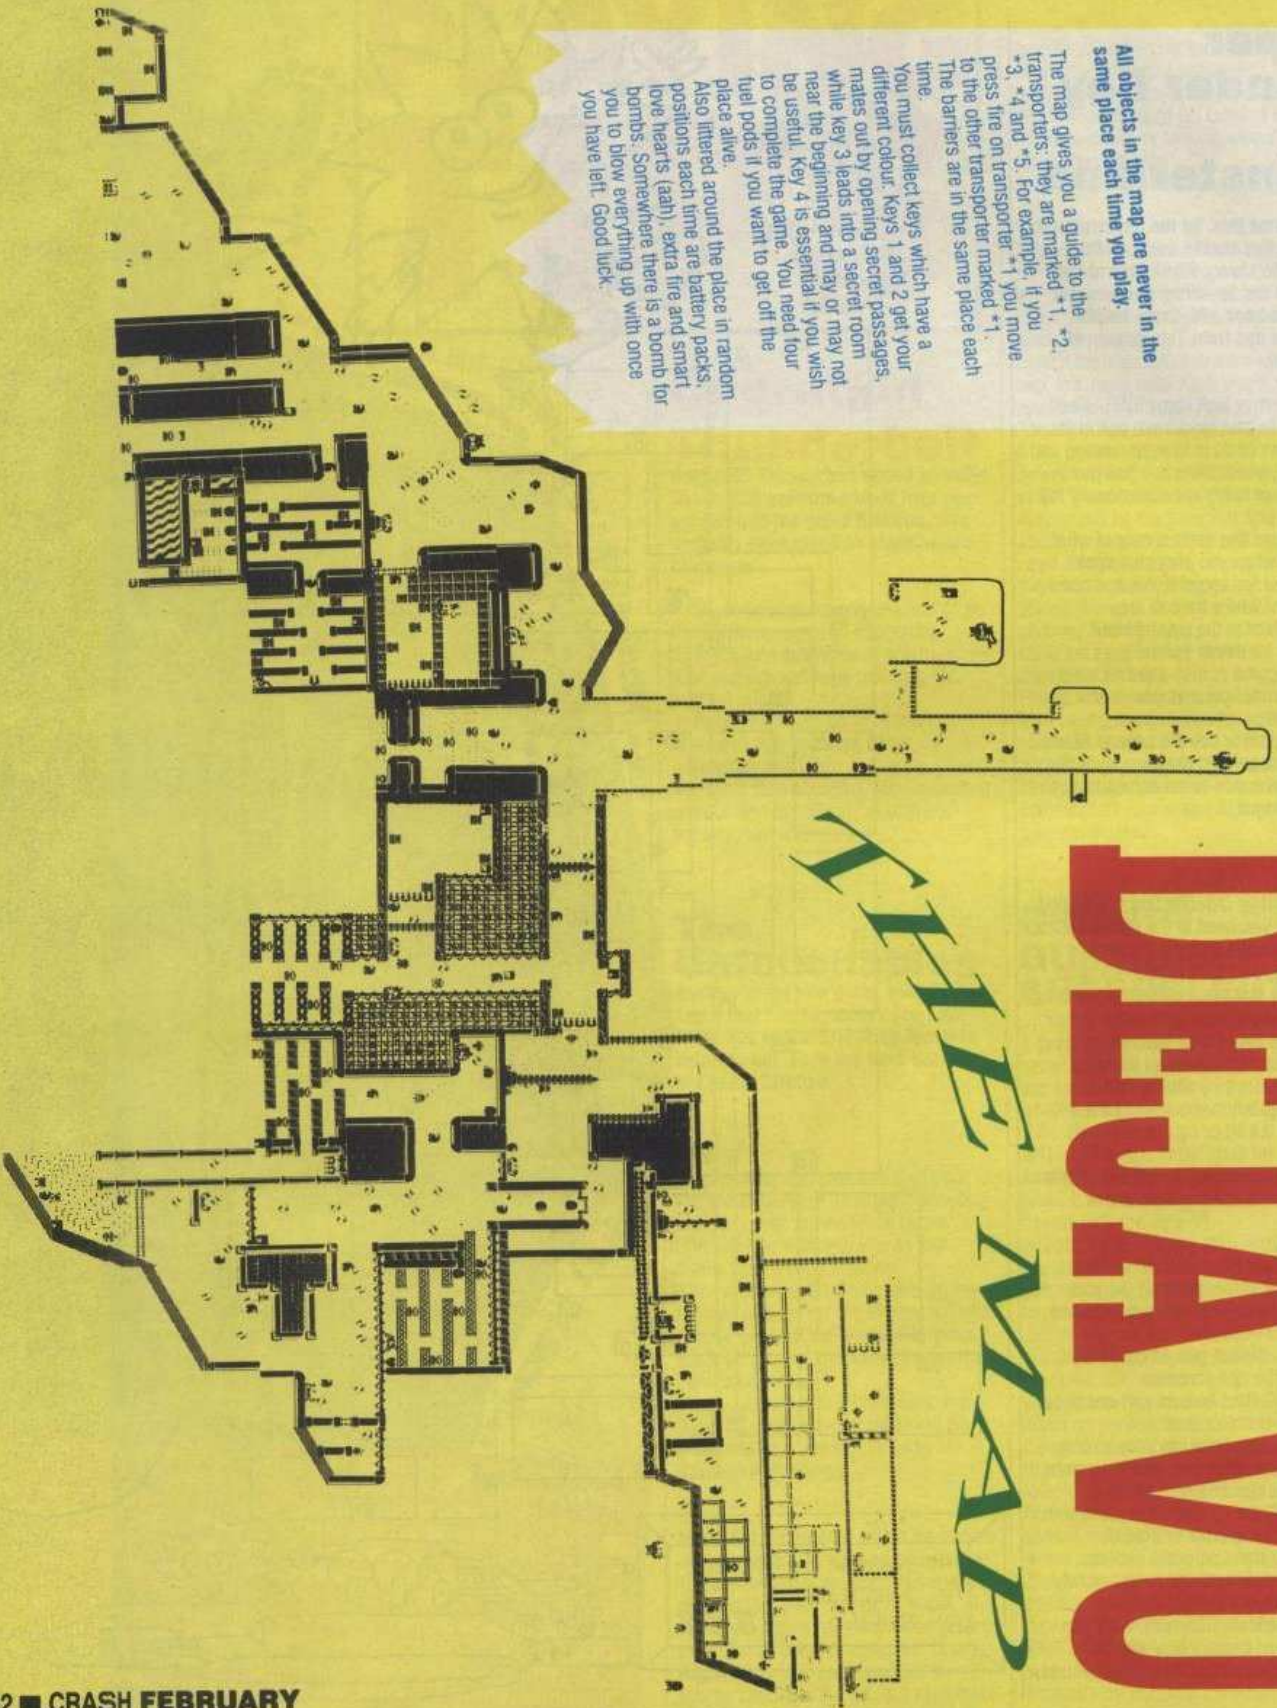 DEJA VU
THE MAP
All objects in the map are never in the
same place each time you play.
The map gives you a guide to the
transporters: they are marked *1, *2,
*3, *4 and *5. For example, if you
press fire on transporter *1 you move
to the other transporter marked *1.
The barriers are in the same place each
time.
You must collect keys which have a
different colour. Keys 1 and 2 get your
mates out by opening secret passages,
while key 3 leads into a secret room
near the beginning and may or may not
be useful. Key 4 is essential if you wish
to complete the game. You need four
fuel pods if you want to get off the
place alive.
Also littered around the place in random
positions each time are battery packs,
love hearts (aah), extra fire and smart
bombs. Somewhere there is a bomb for
you to blow everything up with once
you have left. Good luck.
2 ■ CRASH FEBRUARY